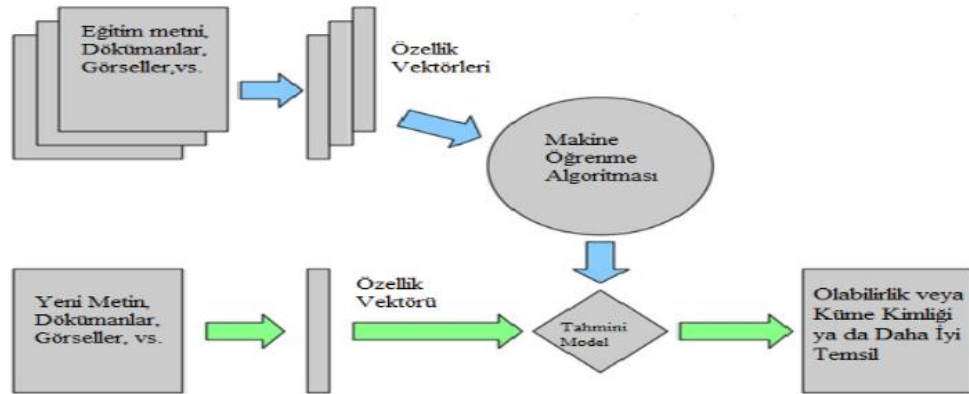 Eğitim metni,
Dökümanlar,
Görseller,vs.
Özellik
Vektörleri
Makine
Öğrenme
Algoritması
Yeni Metin,
Dökümanlar,
Görseller, vs.
Özellik
Vektörü
Tahmini
Model
Olabilirlik veya
Küme Kimliği
ya da Daha İyi
Temsil